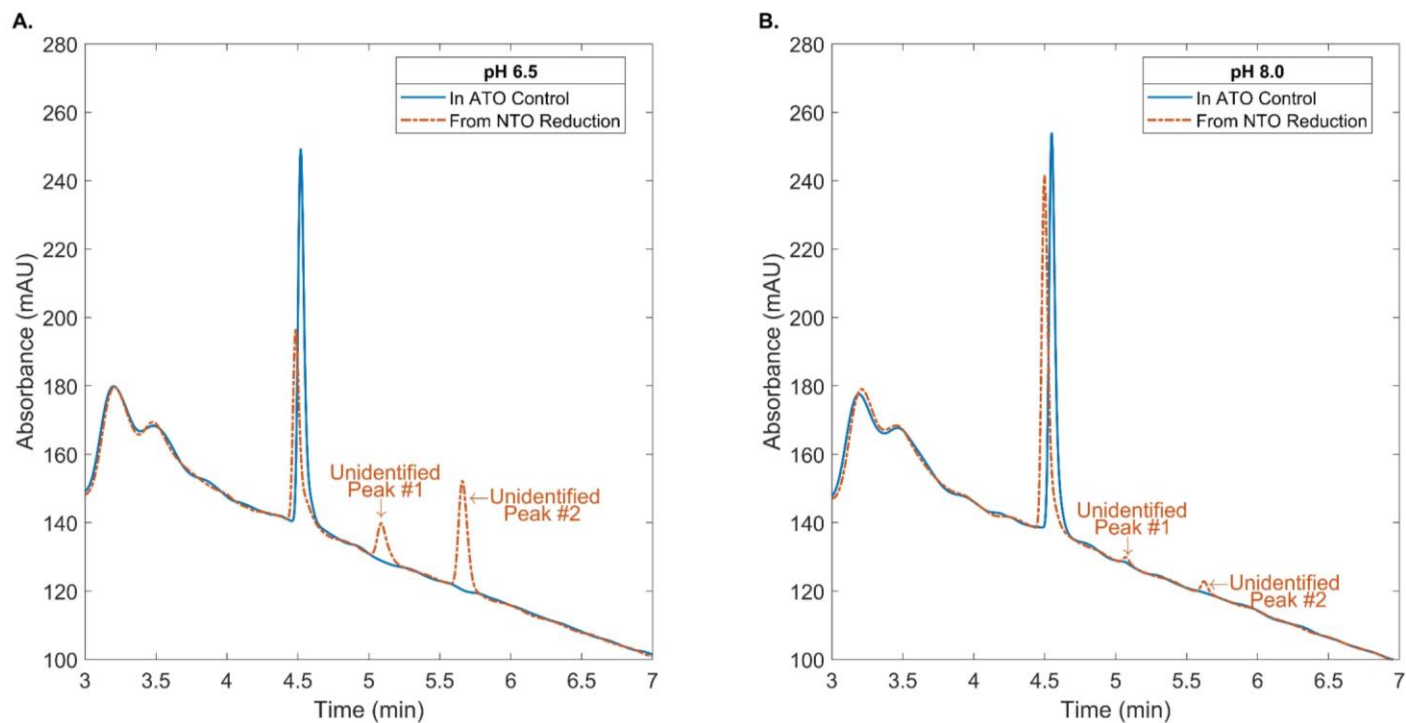 A.
280
260
240
220
200
180
160
140
120
100
Absorbance (mAU)
3
3.5
4
4.5
5
5.5
6
6.5
7
Time (min)
pH 6.5
In ATO Control
From NTO Reduction
Unidentified
Peak #1
Unidentified
Peak #2
B.
280
260
240
220
200
180
160
140
120
100
Absorbance (mAU)
3
3.5
4
4.5
5
5.5
6
6.5
7
Time (min)
pH 8.0
In ATO Control
From NTO Reduction
Unidentified
Peak #1
Unidentified
Peak #2